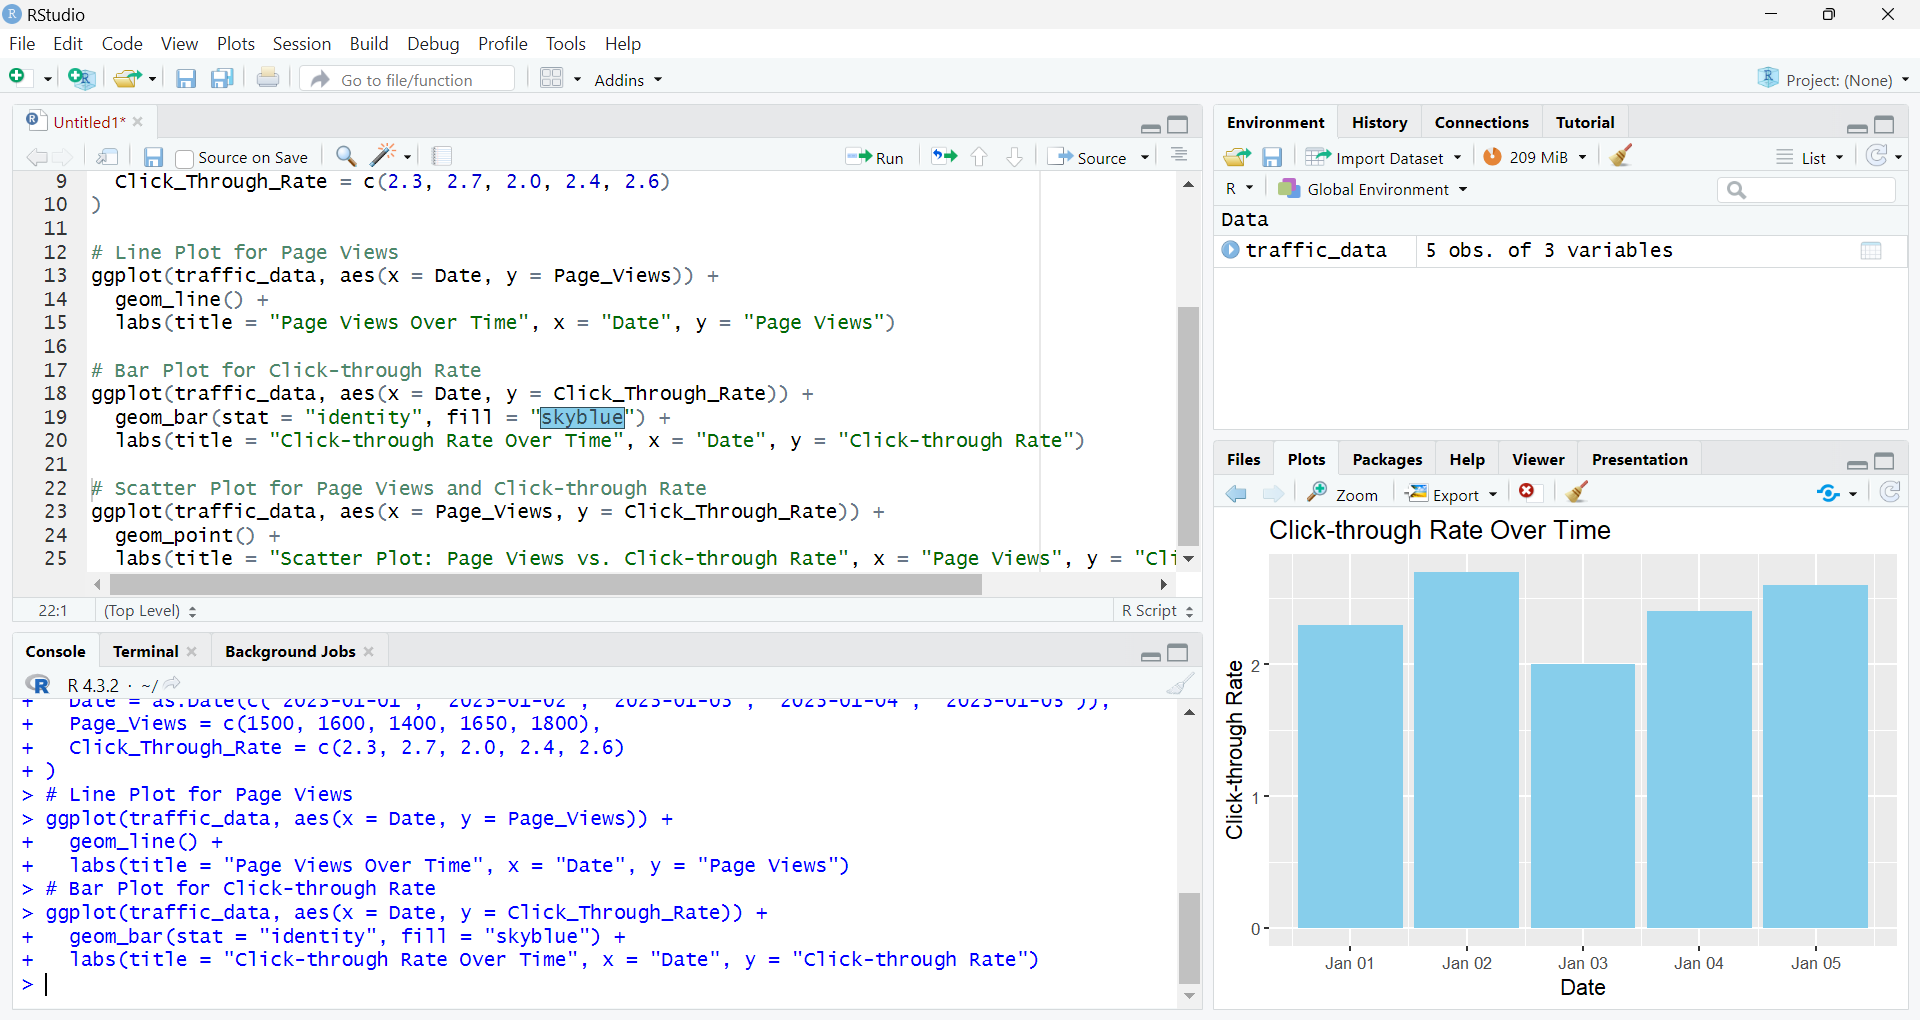 RStudio
File Edit Code View Plots Session Build Debug Profile Tools Help
Go to file/function Addins Project: (None)
Untitled1*
Source on Save Run Source
9 Click_Through_Rate = c(2.3, 2.7, 2.0, 2.4, 2.6)
10 )
11
12 # Line Plot for Page Views
13 ggplot(traffic_data, aes(x = Date, y = Page_Views)) +
14 geom_line() +
15 labs(title = "Page Views Over Time", x = "Date", y = "Page Views")
16
17 # Bar Plot for Click-through Rate
18 ggplot(traffic_data, aes(x = Date, y = Click_Through_Rate)) +
19 geom_bar(stat = "identity", fill = "skyblue") +
20 labs(title = "Click-through Rate Over Time", x = "Date", y = "Click-through Rate")
21
22 # Scatter Plot for Page Views and Click-through Rate
23 ggplot(traffic_data, aes(x = Page_Views, y = Click_Through_Rate)) +
24 geom_point() +
25 labs(title = "Scatter Plot: Page Views vs. Click-through Rate", x = "Page Views", y = "Cli
22:1 (Top Level) R Script
Console Terminal Background Jobs
R 4.3.2 · ~/
+ Date = as.Date(c("2023-01-01", "2023-01-02", "2023-01-03", "2023-01-04", "2023-01-05")),
+ Page_Views = c(1500, 1600, 1400, 1650, 1800),
+ Click_Through_Rate = c(2.3, 2.7, 2.0, 2.4, 2.6)
+ )
> # Line Plot for Page Views
> ggplot(traffic_data, aes(x = Date, y = Page_Views)) +
+ geom_line() +
+ labs(title = "Page Views Over Time", x = "Date", y = "Page Views")
> # Bar Plot for Click-through Rate
> ggplot(traffic_data, aes(x = Date, y = Click_Through_Rate)) +
+ geom_bar(stat = "identity", fill = "skyblue") +
+ labs(title = "Click-through Rate Over Time", x = "Date", y = "Click-through Rate")
>
Environment History Connections Tutorial
Import Dataset 209 MiB List
R Global Environment
Data
traffic_data 5 obs. of 3 variables
Files Plots Packages Help Viewer Presentation
Zoom Export
Click-through Rate Over Time
Click-through Rate
2
1
0
Jan 01 Jan 02 Jan 03 Jan 04 Jan 05
Date